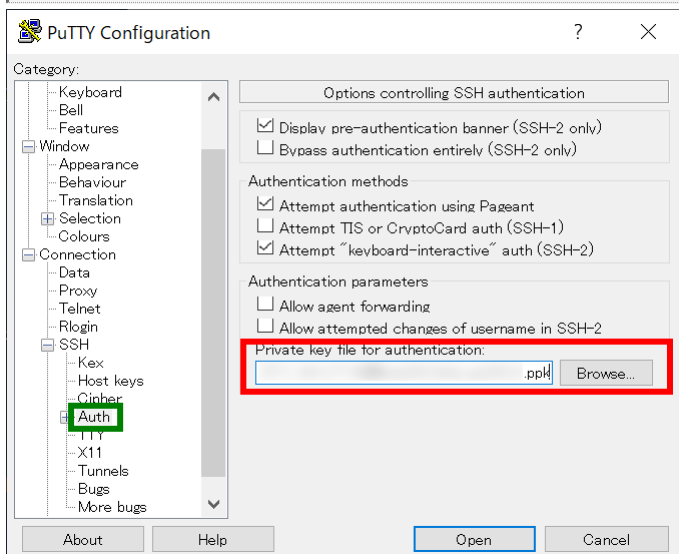 PuTTY Configuration
?
Category:
Keyboard
Bell
Features
Window
Appearance
Behaviour
Translation
Selection
Colours
Connection
Data
Proxy
Telnet
Rlogin
SSH
Kex
Host keys
Cipher
Auth
TTY
X11
Tunnels
Bugs
More bugs
Options controlling SSH authentication
Display pre-authentication banner (SSH-2 only)
Bypass authentication entirely (SSH-2 only)
Authentication methods
Attempt authentication using Pageant
Attempt TIS or CryptoCard auth (SSH-1)
Attempt "keyboard-interactive" auth (SSH-2)
Authentication parameters
Allow agent forwarding
Allow attempted changes of username in SSH-2
Private key file for authentication:
.ppk Browse...
About Help Open Cancel